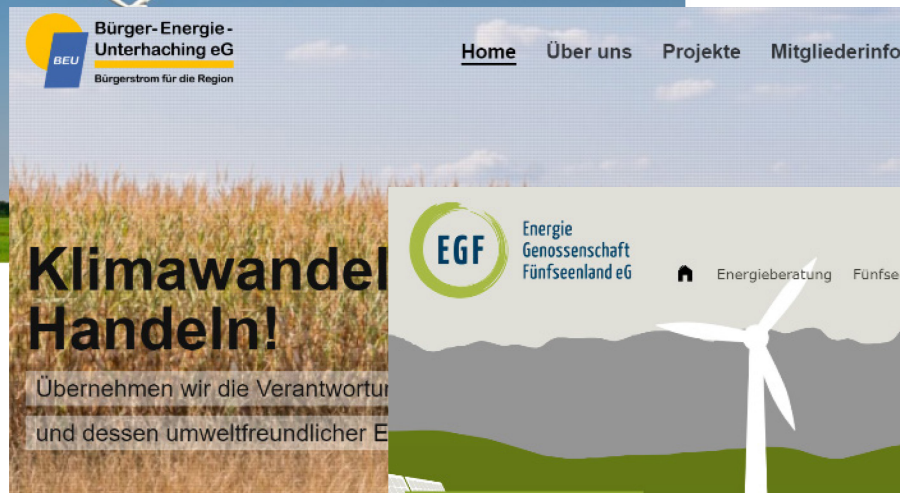 Bürger-Energie-
Unterhaching eG
BEU
Bürgerstrom für die Region
Home Über uns Projekte Mitgliederinfo
Klimawandel
Handeln!
Übernehmen wir die Verantwortun
und dessen umweltfreundlicher E
EGF
Energie
Genossenschaft
Fünfseenland eG
Energieberatung Fünfse